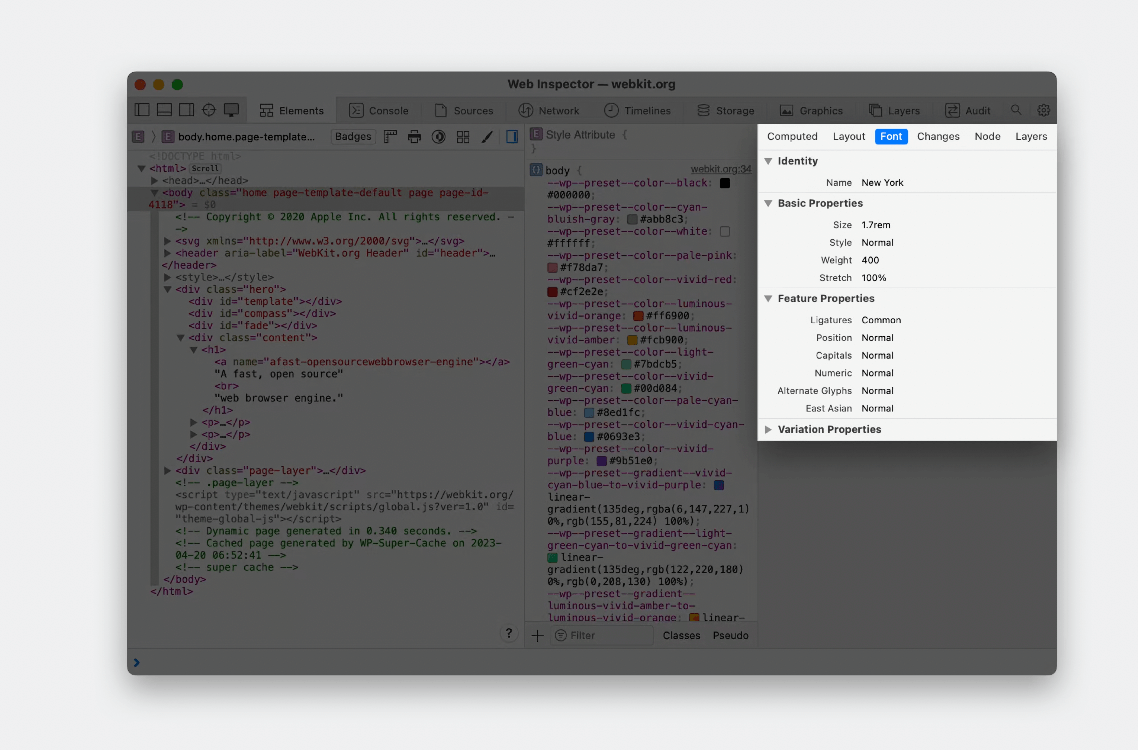 Web Inspector — webkit.org
Elements Console Sources Network Timelines Storage Graphics Layers Audit
E body.home.page-template... Badges
<!DOCTYPE html>
<html> Scroll
<head>…</head>
<body class="home page-template-default page page-id-
4118"> = $0
<!-- Copyright © 2020 Apple Inc. All rights reserved. -
->
<svg xmlns="http://www.w3.org/2000/svg">…</svg>
<header aria-label="WebKit.org Header" id="header">…
</header>
<style>…</style>
<div class="hero">
<div id="template"></div>
<div id="compass"></div>
<div id="fade"></div>
<div class="content">
<h1>
<a name="afast-opensourcewebbrowser-engine"></a>
"A fast, open source"
<br>
"web browser engine."
</h1>
<p>…</p>
<p>…</p>
</div>
</div>
<div class="page-layer">…</div>
<!-- .page-layer -->
<script type="text/javascript" src="https://webkit.org/
wp-content/themes/webkit/scripts/global.js?ver=1.0" id=
"theme-global-js"></script>
<!-- Dynamic page generated in 0.340 seconds. -->
<!-- Cached page generated by WP-Super-Cache on 2023-
04-20 06:52:41 -->
<!-- super cache -->
</body>
</html>
?
E Style Attribute {
}
body { webkit.org:34
--wp--preset--color--black:
#000000;
--wp--preset--color--cyan-
bluish-gray: #abb8c3;
--wp--preset--color--white:
#ffffff;
--wp--preset--color--pale-pink:
#f78da7;
--wp--preset--color--vivid-red:
#cf2e2e;
--wp--preset--color--luminous-
vivid-orange: #ff6900;
--wp--preset--color--luminous-
vivid-amber: #fcb900;
--wp--preset--color--light-
green-cyan: #7bdcb5;
--wp--preset--color--vivid-
green-cyan: #00d084;
--wp--preset--color--pale-cyan-
blue: #8ed1fc;
--wp--preset--color--vivid-cyan-
blue: #0693e3;
--wp--preset--color--vivid-
purple: #9b51e0;
--wp--preset--gradient--vivid-
cyan-blue-to-vivid-purple:
linear-
gradient(135deg,rgba(6,147,227,1)
0%,rgb(155,81,224) 100%);
--wp--preset--gradient--light-
green-cyan-to-vivid-green-cyan:
linear-
gradient(135deg,rgb(122,220,180)
0%,rgb(0,208,130) 100%);
--wp--preset--gradient--
luminous-vivid-amber-to-
luminous-vivid-orange: linear-
Filter Classes Pseudo
Computed Layout Font Changes Node Layers
Identity
Name New York
Basic Properties
Size 1.7rem
Style Normal
Weight 400
Stretch 100%
Feature Properties
Ligatures Common
Position Normal
Capitals Normal
Numeric Normal
Alternate Glyphs Normal
East Asian Normal
Variation Properties